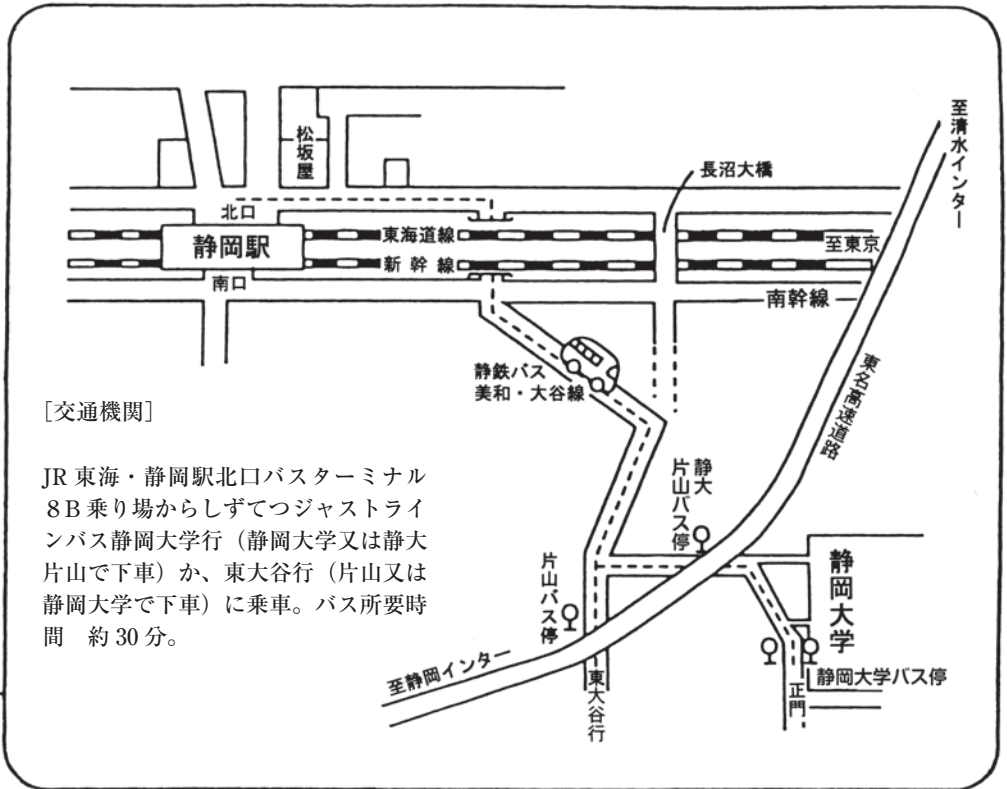 松坂屋
長沼大橋
至清水インター
北口
静岡駅
東海道線
新幹線
至東京
南口
南幹線
静鉄バス
美和・大谷線
東名高速道路
[交通機関]
JR 東海・静岡駅北口バスターミナル
８B 乗り場からしずてつジャストライ
ンバス静岡大学行（静岡大学又は静大
片山で下車）か、東大谷行（片山又は
静岡大学で下車）に乗車。バス所要時
間　約 30 分。
静大
片山バス停
片山バス停
静岡大学
静岡大学バス停
至静岡インター
東大谷行
正門